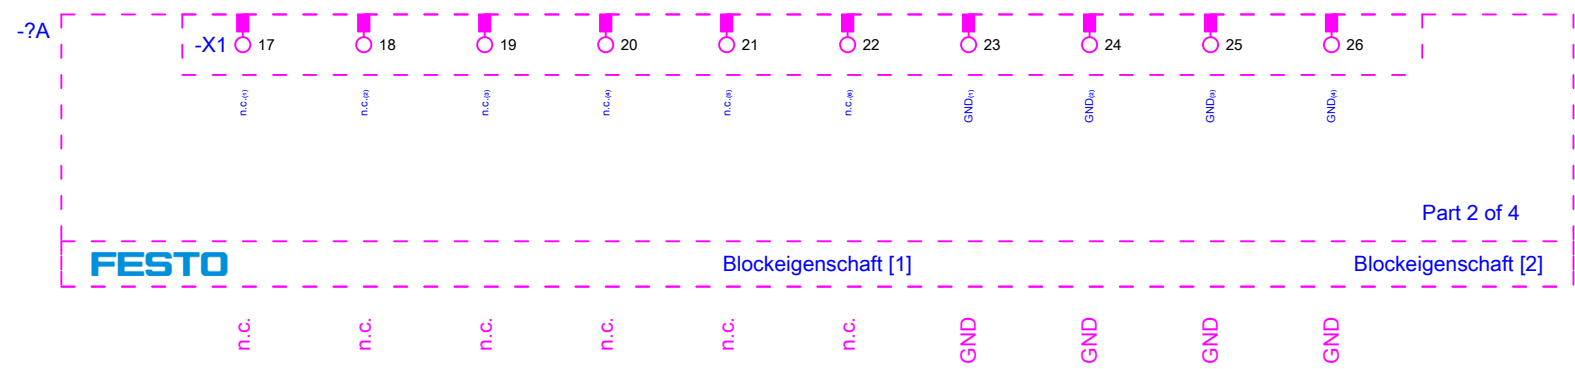 -?A
-X1 17 18 19 20 21 22 23 24 25 26
n.c.(1) n.c.(2) n.c.(3) n.c.(4) n.c.(5) n.c.(6) GND(1) GND(2) GND(3) GND(4)
Part 2 of 4
FESTO Blockeigenschaft [1] Blockeigenschaft [2]
n.c. n.c. n.c. n.c. n.c. n.c. GND GND GND GND